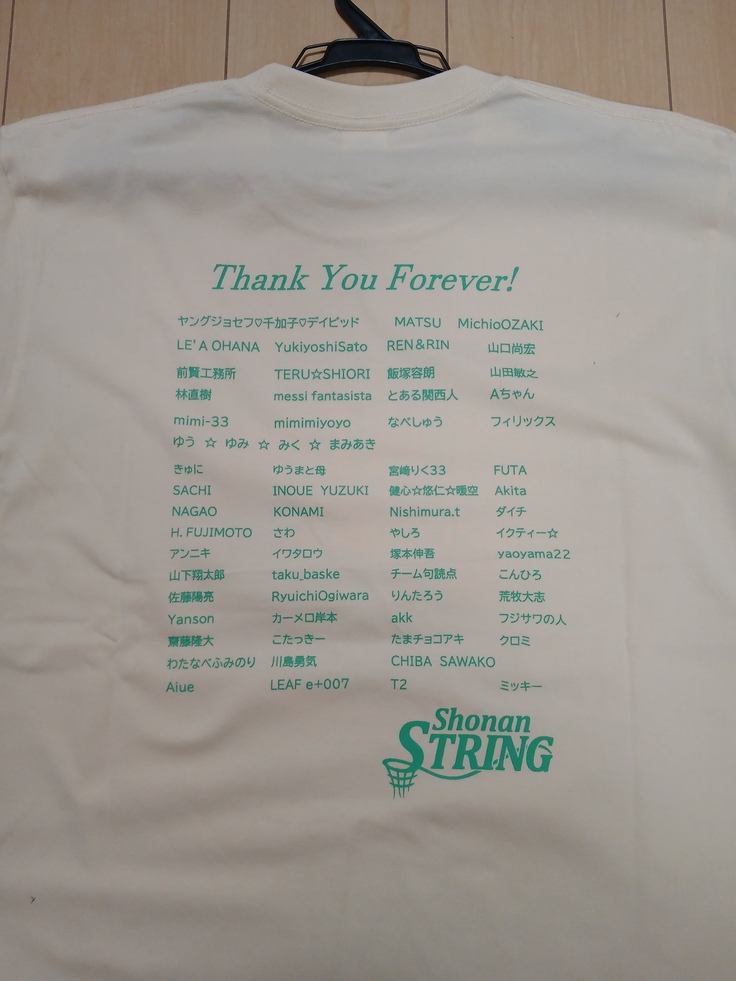 Thank You Forever!
ヤングジョセフ♡千加子♡デイビッド MATSU MichioOZAKI
LE'A OHANA YukiyoshiSato REN&RIN 山口尚宏
前賢工務所 TERU☆SHIORI 飯塚容朗 山田敏之
林直樹 messi fantasista とある関西人 Aちゃん
mimi-33 mimimiyoyo なべしゅう フィリックス
ゆう ☆ ゆみ ☆ みく ☆ まみあき
きゅに ゆうまと母 宮崎りく33 FUTA
SACHI INOUE YUZUKI 健心☆悠仁☆暖空 Akita
NAGAO KONAMI Nishimura.t ダイチ
H.FUJIMOTO さわ やしろ イクティー☆
アンニキ イワタロウ 塚本伸吾 yaoyama22
山下翔太郎 taku_baske チーム句読点 こんひろ
佐藤陽亮 RyuichiOgiwara りんたろう 荒牧大志
Yanson カーメロ岸本 akk フジサワの人
齋藤隆大 こたっきー たまチョコアキ クロミ
わたなべふみのり 川島勇気 CHIBA SAWAKO
Aiue LEAF e+007 T2 ミッキー
Shonan
STRING